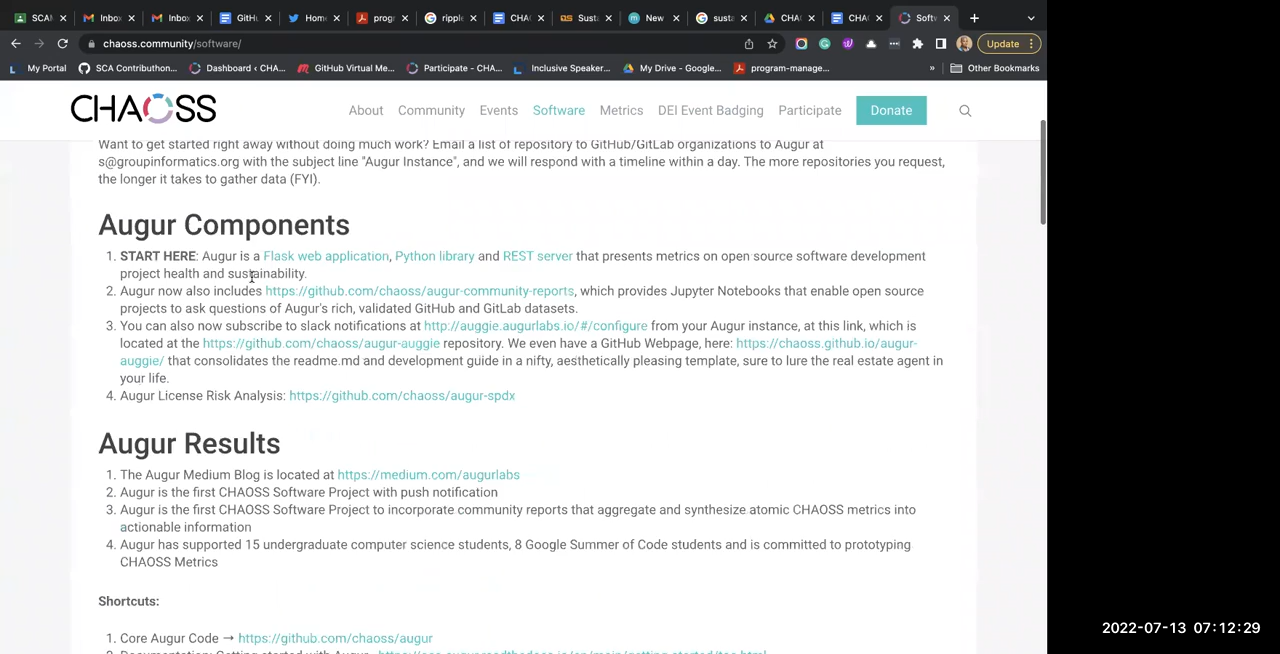 SCAM Inbox Inbox GitHu Home progr ripple CHAO Susta New susta CHAO CHAO Softw
chaoss.community/software/ Update
My Portal SCA Contributhon... Dashboard ‹ CHA... GitHub Virtual Me... Participate - CHA... Inclusive Speaker... My Drive - Google... program-manage... » Other Bookmarks
CHAOSS About Community Events Software Metrics DEI Event Badging Participate Donate
Want to get started right away without doing much work? Email a list of repository to GitHub/GitLab organizations to Augur at
s@groupinformatics.org with the subject line "Augur Instance", and we will respond with a timeline within a day. The more repositories you request,
the longer it takes to gather data (FYI).
Augur Components
1. START HERE: Augur is a Flask web application, Python library and REST server that presents metrics on open source software development
project health and sustainability.
2. Augur now also includes https://github.com/chaoss/augur-community-reports, which provides Jupyter Notebooks that enable open source
projects to ask questions of Augur's rich, validated GitHub and GitLab datasets.
3. You can also now subscribe to slack notifications at http://auggie.augurlabs.io/#/configure from your Augur instance, at this link, which is
located at the https://github.com/chaoss/augur-auggie repository. We even have a GitHub Webpage, here: https://chaoss.github.io/augur-
auggie/ that consolidates the readme.md and development guide in a nifty, aesthetically pleasing template, sure to lure the real estate agent in
your life.
4. Augur License Risk Analysis: https://github.com/chaoss/augur-spdx
Augur Results
1. The Augur Medium Blog is located at https://medium.com/augurlabs
2. Augur is the first CHAOSS Software Project with push notification
3. Augur is the first CHAOSS Software Project to incorporate community reports that aggregate and synthesize atomic CHAOSS metrics into
actionable information
4. Augur has supported 15 undergraduate computer science students, 8 Google Summer of Code students and is committed to prototyping
CHAOSS Metrics
Shortcuts:
1. Core Augur Code → https://github.com/chaoss/augur
2022-07-13 07:12:29